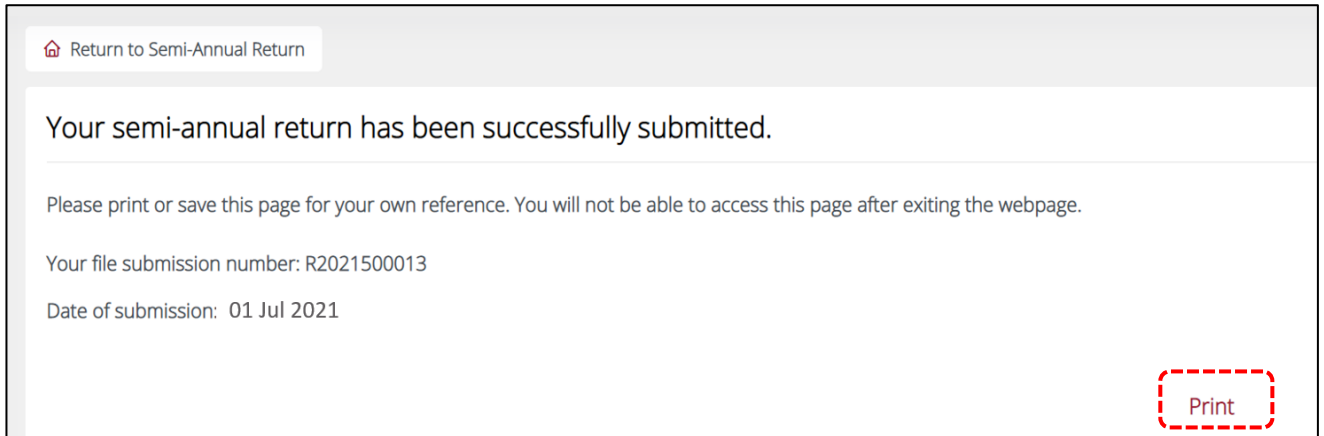 Return to Semi-Annual Return
Your semi-annual return has been successfully submitted.
Please print or save this page for your own reference. You will not be able to access this page after exiting the webpage.
Your file submission number: R2021500013
Date of submission: 01 Jul 2021
Print